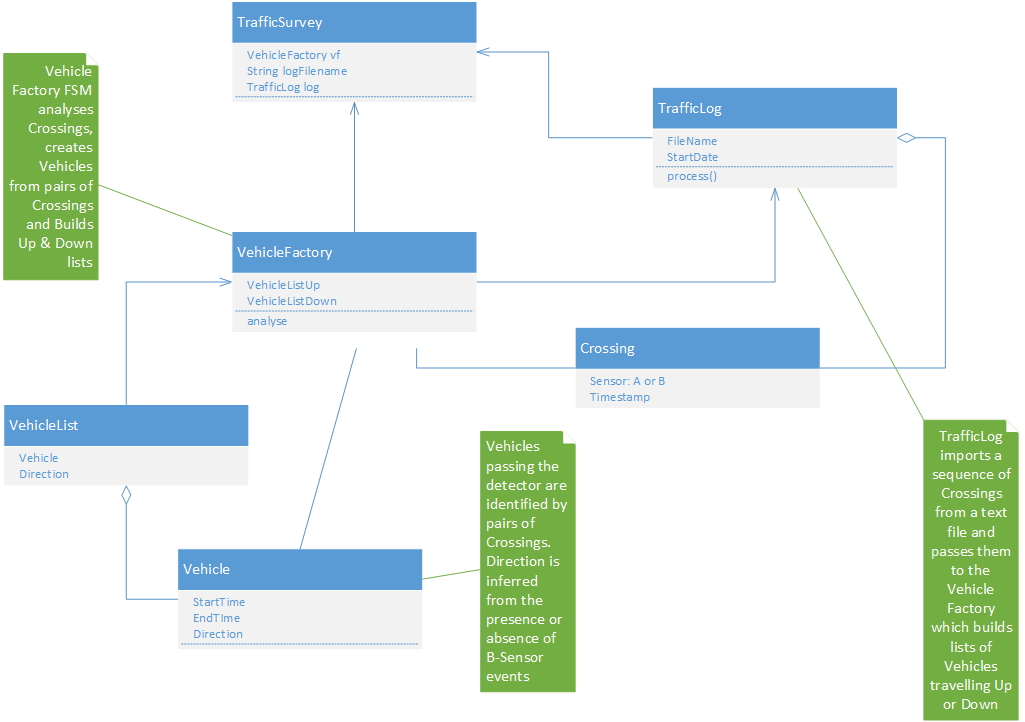 TrafficSurvey
VehicleFactory vf
String logFilename
TrafficLog log
Vehicle
Factory FSM
analyses
Crossings,
creates
Vehicles
from pairs of
Crossings
and Builds
Up & Down
lists
TrafficLog
FileName
StartDate
process()
VehicleFactory
VehicleListUp
VehicleListDown
analyse
Crossing
Sensor: A or B
Timestamp
VehicleList
Vehicle
Direction
Vehicles
passing the
detector are
identified by
pairs of
Crossings.
Direction is
inferred
from the
presence or
absence of
B-Sensor
events
TrafficLog
imports a
sequence of
Crossings
from a text
file and
passes them
to the
Vehicle
Factory
which builds
lists of
Vehicles
travelling Up
or Down
Vehicle
StartTime
EndTIme
Direction